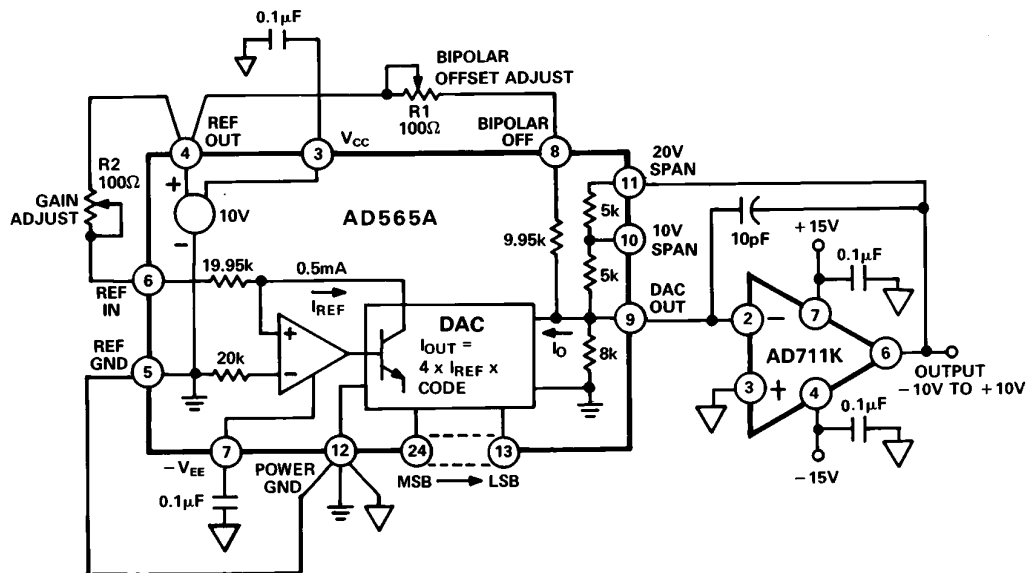 0.1µF
BIPOLAR
OFFSET ADJUST
R1
100Ω
REF
OUT
VCC
BIPOLAR
OFF
20V
SPAN
4
3
8
11
R2
100Ω
GAIN
ADJUST
+
10V
−
AD565A
9.95k
5k
10
10V
SPAN
5k
10pF
+15V
0.1µF
6
REF
IN
19.95k
0.5mA
IREF
DAC
IOUT =
4 x IREF x
CODE
IO
DAC
OUT
9
8k
2
−
7
AD711K
6
OUTPUT
−10V TO +10V
3
+
4
0.1µF
−15V
REF
GND
5
20k
+
−
7
−VEE
0.1µF
POWER
GND
12
24
13
MSB
LSB